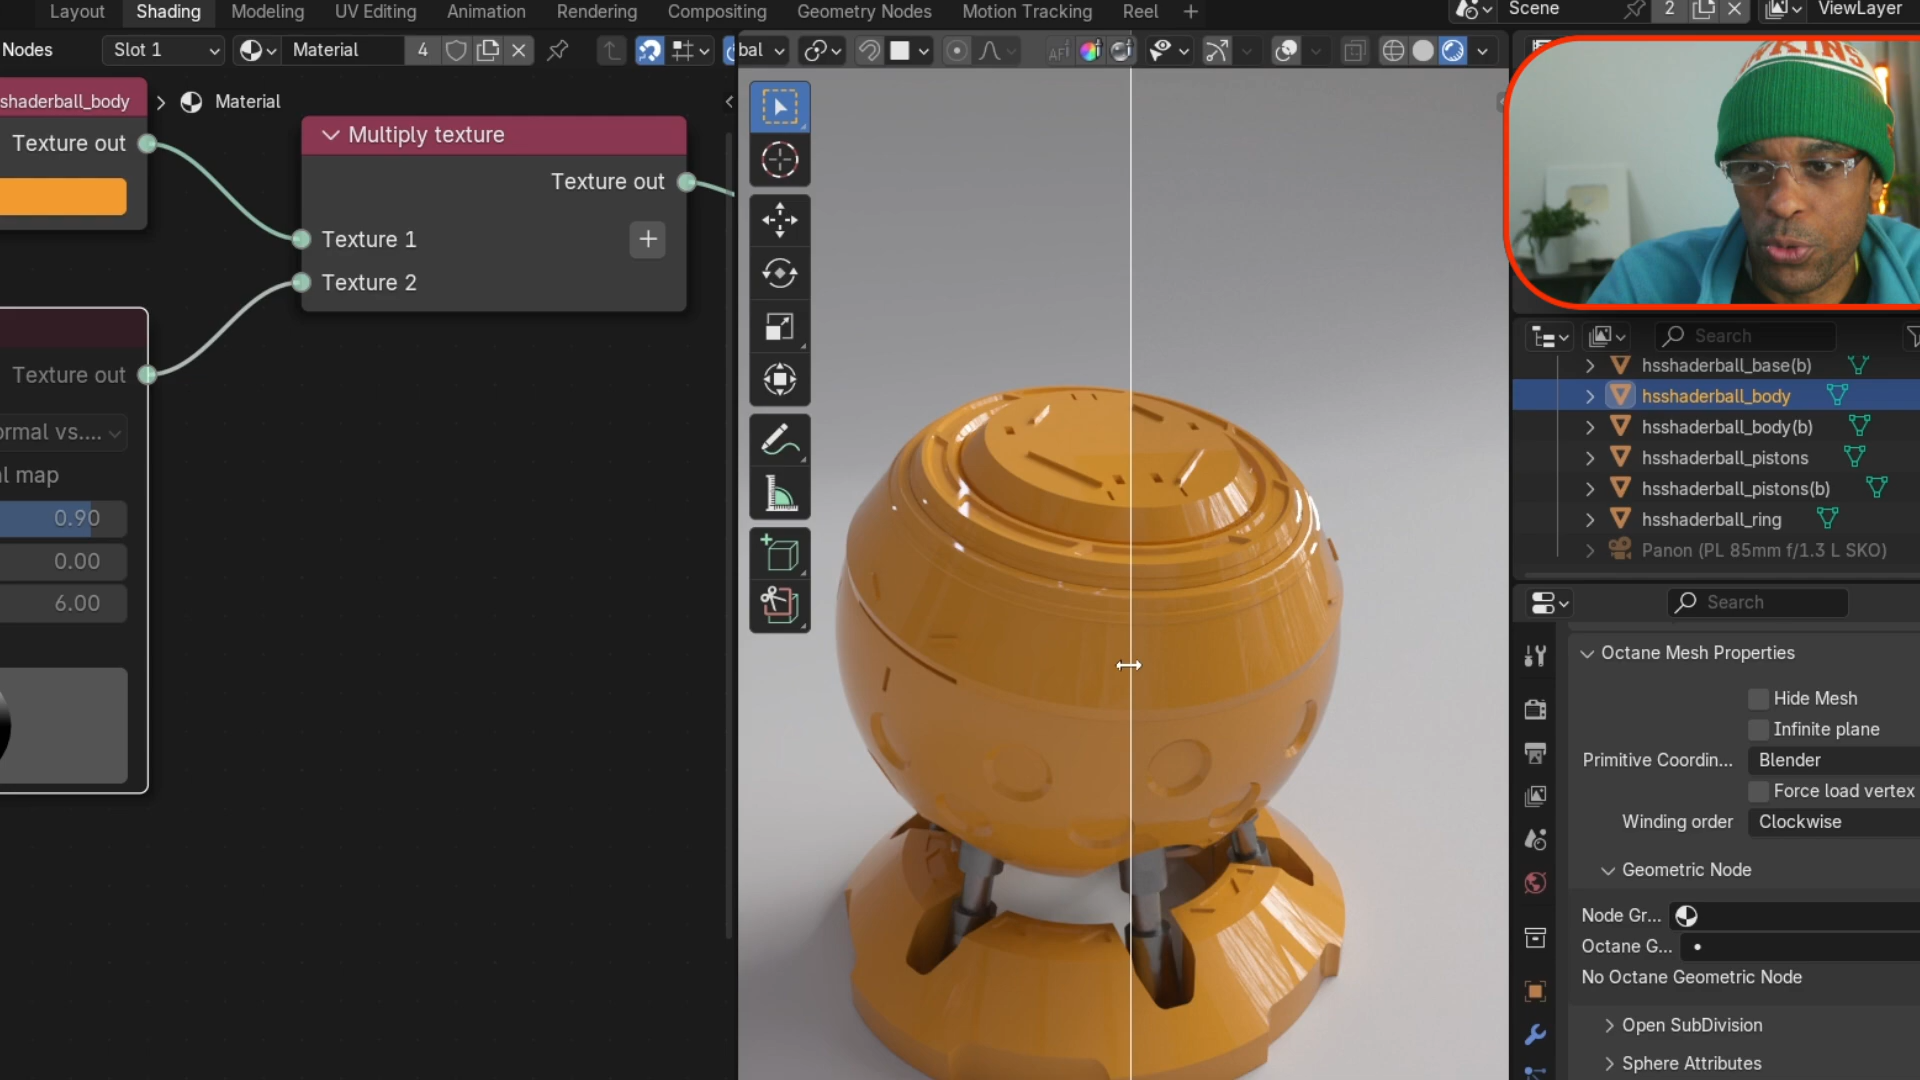 Layout Shading Modeling UV Editing Animation Rendering Compositing Geometry Nodes Motion Tracking Reel + Scene 2 ViewLayer
Nodes Slot 1 Material 4 bal
shaderball_body > Material
Texture out
Multiply texture
Texture out
Texture 1 +
Texture 2
Texture out
ormal vs....
l map
0.90
0.00
6.00
Search
hsshaderball_base(b)
hsshaderball_body
hsshaderball_body(b)
hsshaderball_pistons
hsshaderball_pistons(b)
hsshaderball_ring
Panon (PL 85mm f/1.3 L SKO)
Search
Octane Mesh Properties
Hide Mesh
Infinite plane
Primitive Coordin... Blender
Force load vertex
Winding order Clockwise
Geometric Node
Node Gr...
Octane G...
No Octane Geometric Node
Open SubDivision
Sphere Attributes